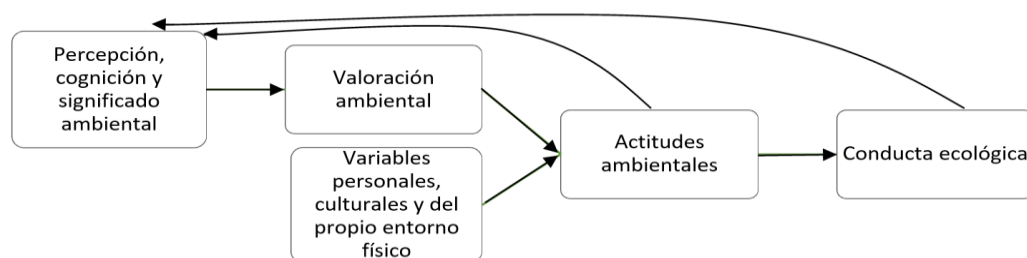 Percepción,
cognición y
significado
ambiental
Valoración
ambiental
Variables
personales,
culturales y del
propio entorno
físico
Actitudes
ambientales
Conducta ecológica